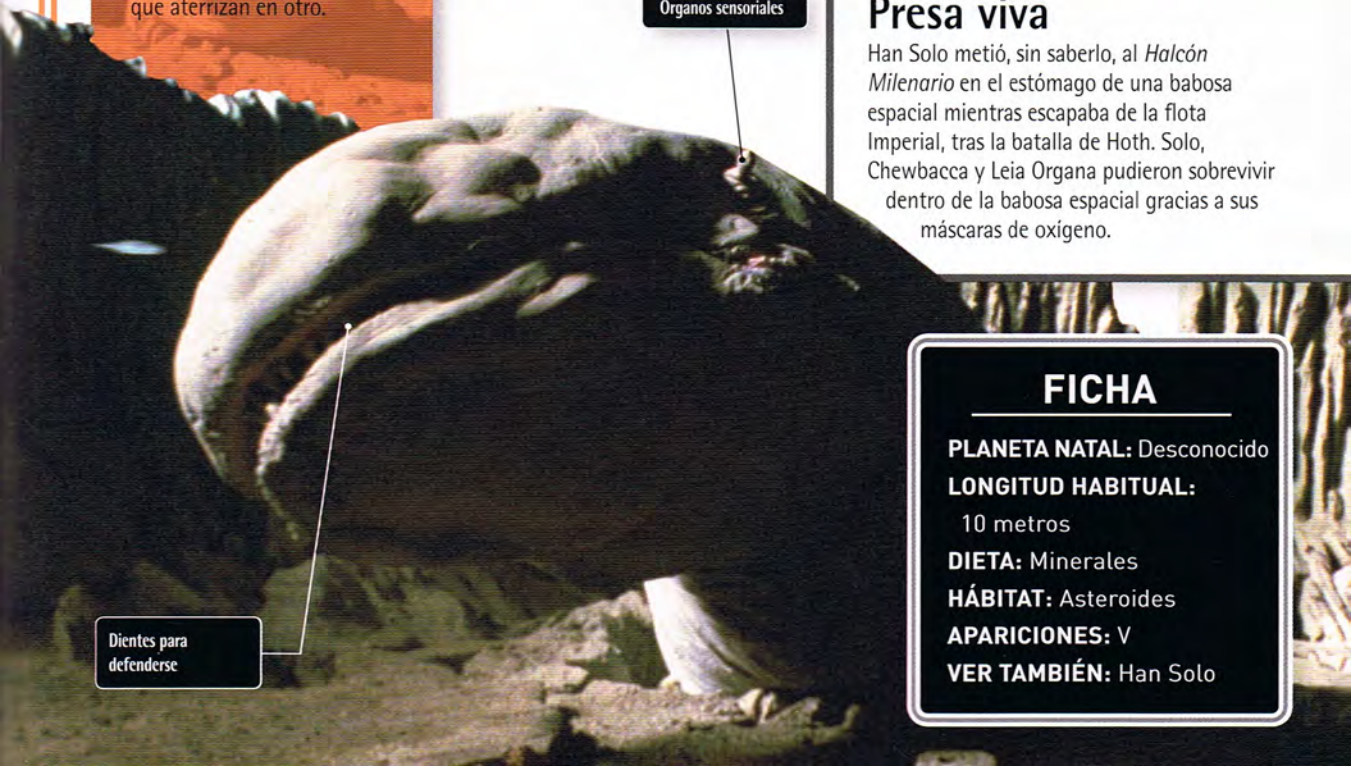 que aterrizan en otro.
Órganos sensoriales
Presa viva
Han Solo metió, sin saberlo, al Halcón
Milenario en el estómago de una babosa
espacial mientras escapaba de la flota
Imperial, tras la batalla de Hoth. Solo,
Chewbacca y Leia Organa pudieron sobrevivir
dentro de la babosa espacial gracias a sus
máscaras de oxígeno.
Dientes para
defenderse
FICHA
PLANETA NATAL: Desconocido
LONGITUD HABITUAL:
10 metros
DIETA: Minerales
HÁBITAT: Asteroides
APARICIONES: V
VER TAMBIÉN: Han Solo